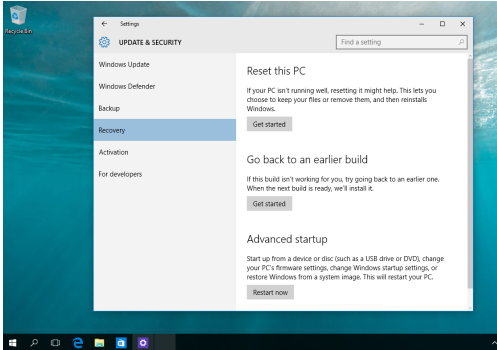 Recycle Bin
Settings
UPDATE & SECURITY
Find a setting
Windows Update
Windows Defender
Backup
Recovery
Activation
For developers
Reset this PC
If your PC isn't running well, resetting it might help. This lets you
choose to keep your files or remove them, and then reinstalls
Windows.
Get started
Go back to an earlier build
If this build isn't working for you, try going back to an earlier one.
When the next build is ready, we'll install it.
Get started
Advanced startup
Start up from a device or disc (such as a USB drive or DVD), change
your PC's firmware settings, change Windows startup settings, or
restore Windows from a system image. This will restart your PC.
Restart now